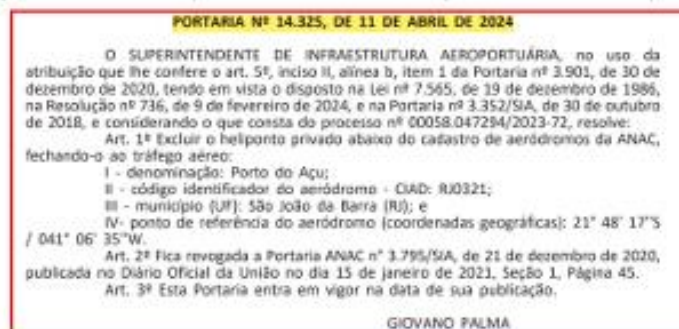 PORTARIA Nº 14.325, DE 11 DE ABRIL DE 2024
O SUPERINTENDENTE DE INFRAESTRUTURA AEROPORTUÁRIA, no uso da
atribuição que lhe confere o art. 5º, inciso II, alínea b, item 1 da Portaria nº 3.901, de 30 de
dezembro de 2020, tendo em vista o disposto na Lei nº 7.565, de 19 de dezembro de 1986,
na Resolução nº 736, de 9 de fevereiro de 2024, e na Portaria nº 3.352/SIA, de 30 de outubro
de 2018, e considerando o que consta do processo nº 00058.047294/2023-72, resolve:
Art. 1º Excluir o heliponto privado abaixo do cadastro de aeródromos da ANAC,
fechando-o ao tráfego aéreo:
I - denominação: Porto do Açu;
II - código identificador do aeródromo - CIAD: RJ0321;
III - município (UF): São João da Barra (RJ); e
IV- ponto de referência do aeródromo (coordenadas geográficas): 21° 48' 17"S
/ 041° 06' 35"W.
Art. 2º Fica revogada a Portaria ANAC n° 3.795/SIA, de 21 de dezembro de 2020,
publicada no Diário Oficial da União no dia 15 de janeiro de 2021, Seção 1, Página 45.
Art. 3º Esta Portaria entra em vigor na data de sua publicação.
GIOVANO PALMA